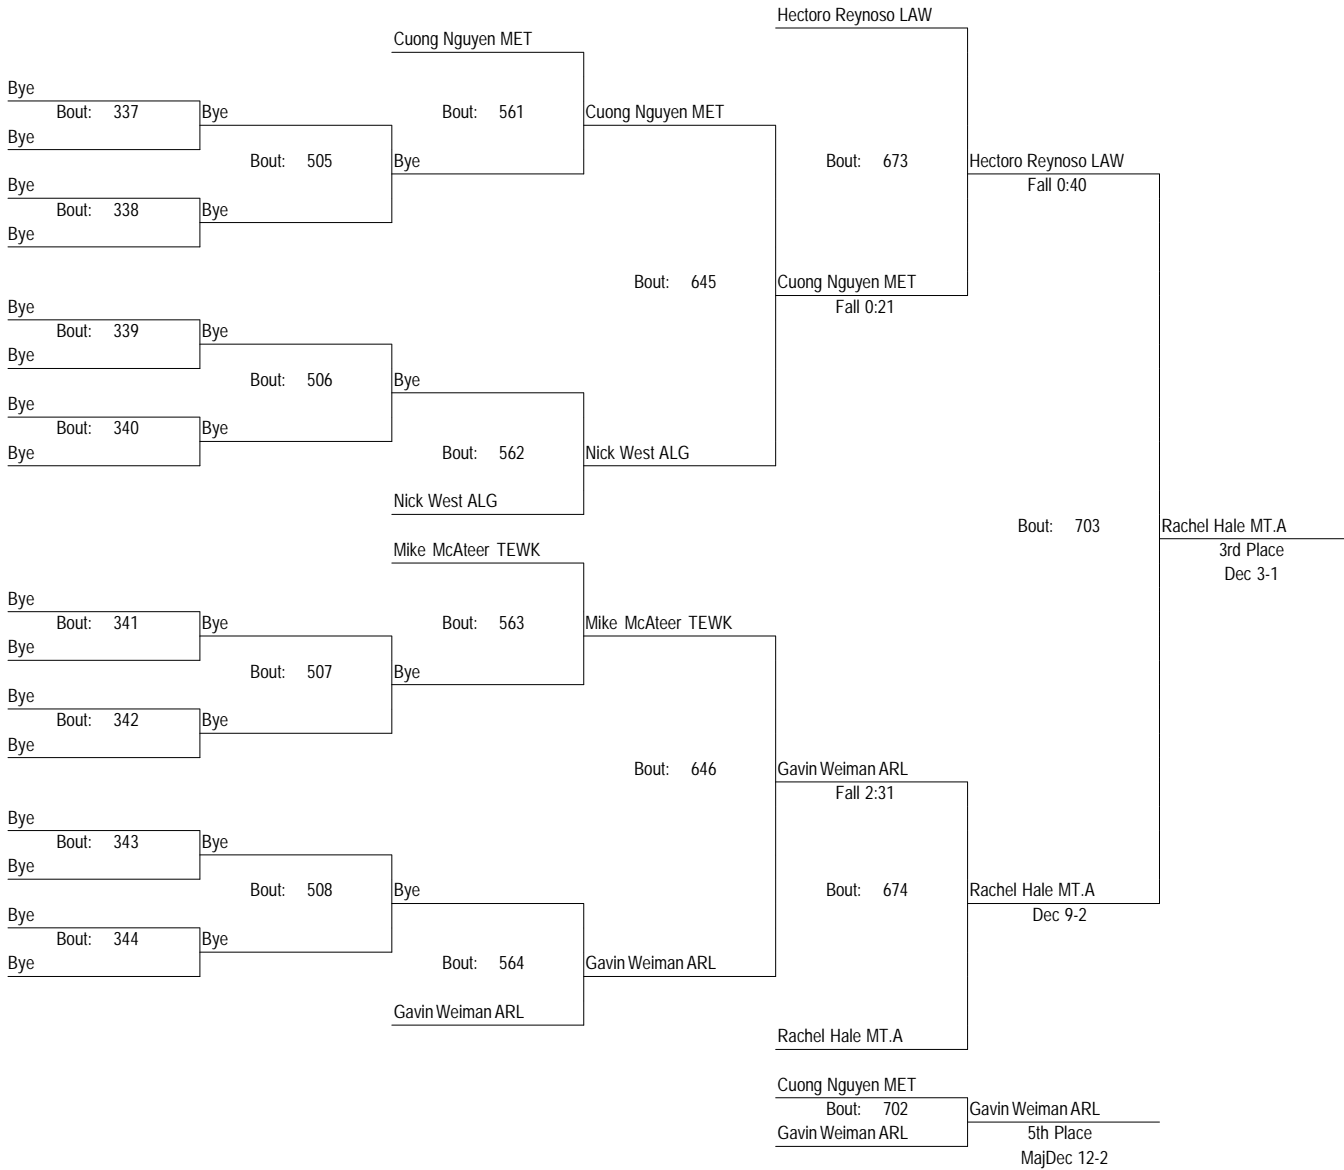 Hectoro Reynoso LAW
Cuong Nguyen MET
Bye
Bout: 337 Bye Bout: 561 Cuong Nguyen MET
Bye
Bout: 505 Bye Bout: 673 Hectoro Reynoso LAW
Bye Fall 0:40
Bout: 338 Bye
Bye
Bout: 645 Cuong Nguyen MET
Bye Fall 0:21
Bout: 339 Bye
Bye
Bout: 506 Bye
Bye
Bout: 340 Bye
Bye Bout: 562 Nick West ALG
Nick West ALG
Bout: 703 Rachel Hale MT.A
Mike McAteer TEWK 3rd Place
Dec 3-1
Bye
Bout: 341 Bye Bout: 563 Mike McAteer TEWK
Bye
Bout: 507 Bye
Bye
Bout: 342 Bye
Bye
Bout: 646 Gavin Weiman ARL
Fall 2:31
Bye
Bout: 343 Bye
Bye
Bout: 508 Bye Bout: 674 Rachel Hale MT.A
Bye Dec 9-2
Bout: 344 Bye
Bye Bout: 564 Gavin Weiman ARL
Gavin Weiman ARL
Rachel Hale MT.A
Cuong Nguyen MET
Bout: 702 Gavin Weiman ARL
Gavin Weiman ARL 5th Place
MajDec 12-2